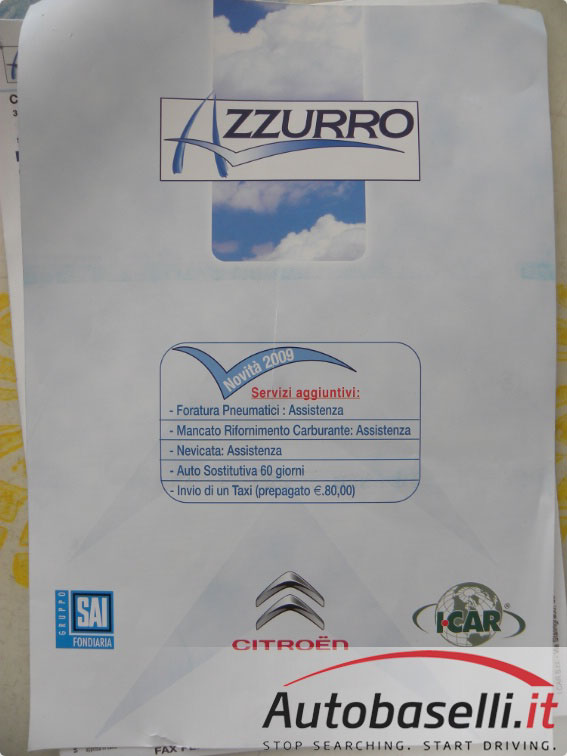 AZZURRO
Novità 2009
Servizi aggiuntivi:
- Foratura Pneumatici : Assistenza
- Mancato Rifornimento Carburante: Assistenza
- Nevicata: Assistenza
- Auto Sostitutiva 60 giorni
- Invio di un Taxi (prepagato €.80,00)
GRUPPO
SAI
FONDIARIA
CITROËN
I·CAR®
Autobaselli.it
STOP SEARCHING. START DRIVING.
FAX